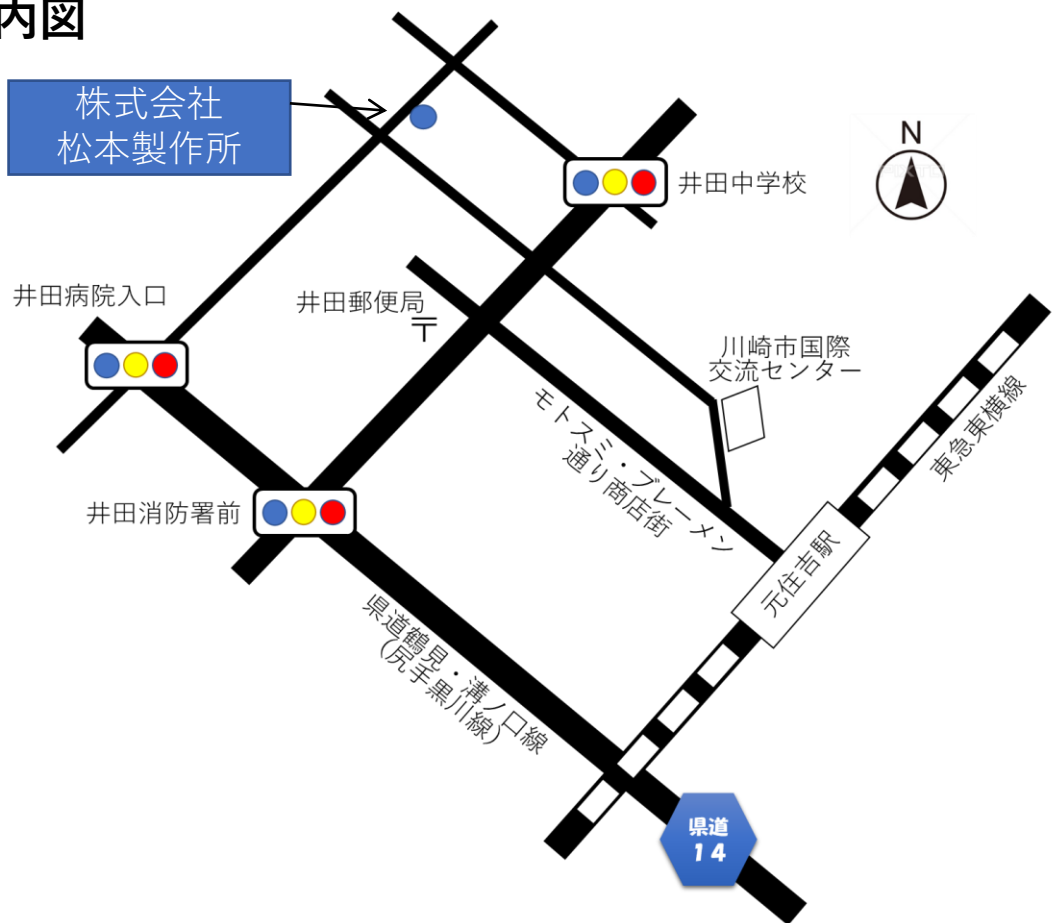 内図
株式会社
松本製作所
N
井田中学校
井田病院入口
井田郵便局
〒
川崎市国際
交流センター
モトスミ・ブレーメン
通り商店街
東急東横線
井田消防署前
元住吉駅
県道鶴見・溝ノ口線
(尻手黒川線)
県道
14